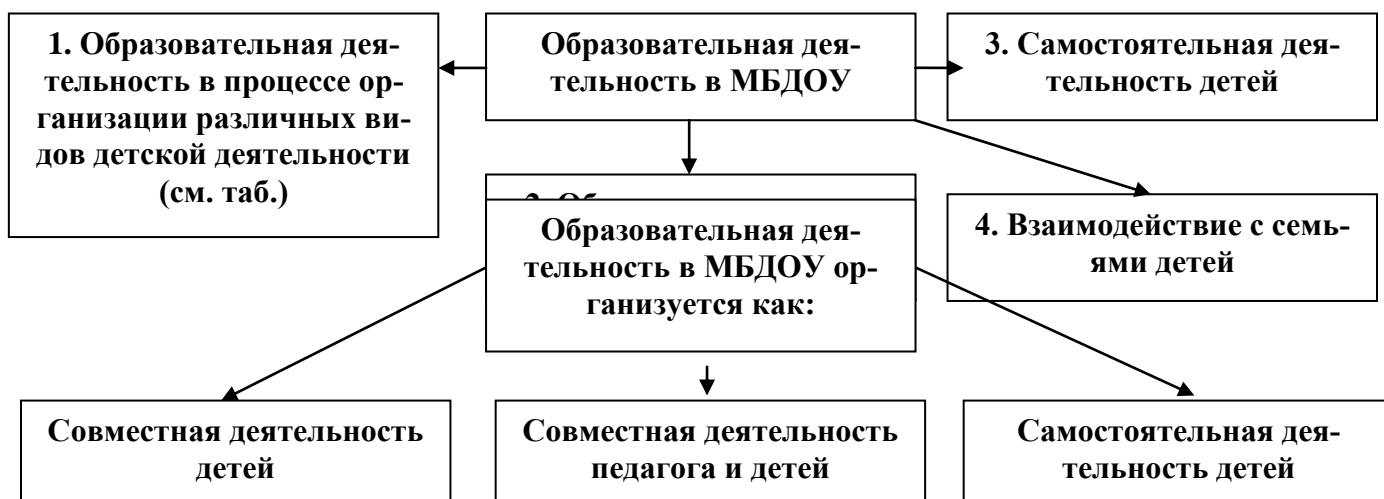 1. Образовательная дея-
тельность в процессе ор-
ганизации различных ви-
дов детской деятельности
(см. таб.)
Образовательная дея-
тельность в МБДОУ
3. Самостоятельная дея-
тельность детей
4. Взаимодействие с семь-
ями детей
Образовательная дея-
тельность в МБДОУ ор-
ганизуется как:
Совместная деятельность
детей
Совместная деятельность
педагога и детей
Самостоятельная дея-
тельность детей